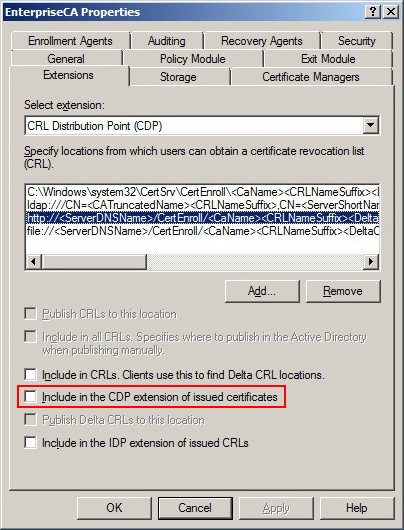 EnterpriseCA Properties
Enrollment Agents Auditing Recovery Agents Security
General Policy Module Exit Module
Extensions Storage Certificate Managers
Select extension:
CRL Distribution Point (CDP)
Specify locations from which users can obtain a certificate revocation list
(CRL).
C:\Windows\system32\CertSrv\CertEnroll\<CaName><CRLNameSuffix><
ldap:///CN=<CATruncatedName><CRLNameSuffix>,CN=<ServerShortName
http://<ServerDNSName>/CertEnroll/<CaName><CRLNameSuffix><Delta
file://<ServerDNSName>/CertEnroll/<CaName><CRLNameSuffix><DeltaC
Add... Remove
Publish CRLs to this location
Include in all CRLs. Specifies where to publish in the Active Directory
when publishing manually.
Include in CRLs. Clients use this to find Delta CRL locations.
Include in the CDP extension of issued certificates
Publish Delta CRLs to this location
Include in the IDP extension of issued CRLs
OK Cancel Apply Help